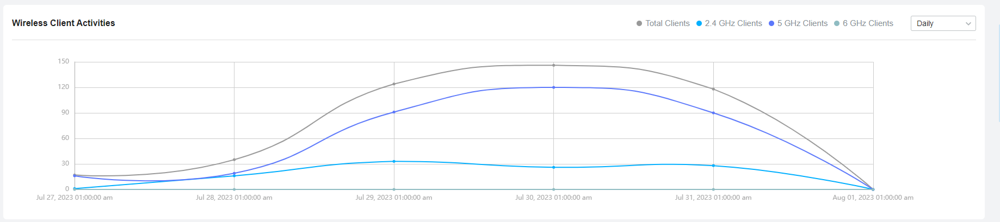 Wireless Client Activities
Total Clients 2.4 GHz Clients 5 GHz Clients 6 GHz Clients Daily
150
120
90
60
30
0
Jul 27, 2023 01:00:00 am Jul 28, 2023 01:00:00 am Jul 29, 2023 01:00:00 am Jul 30, 2023 01:00:00 am Jul 31, 2023 01:00:00 am Aug 01, 2023 01:00:00 am